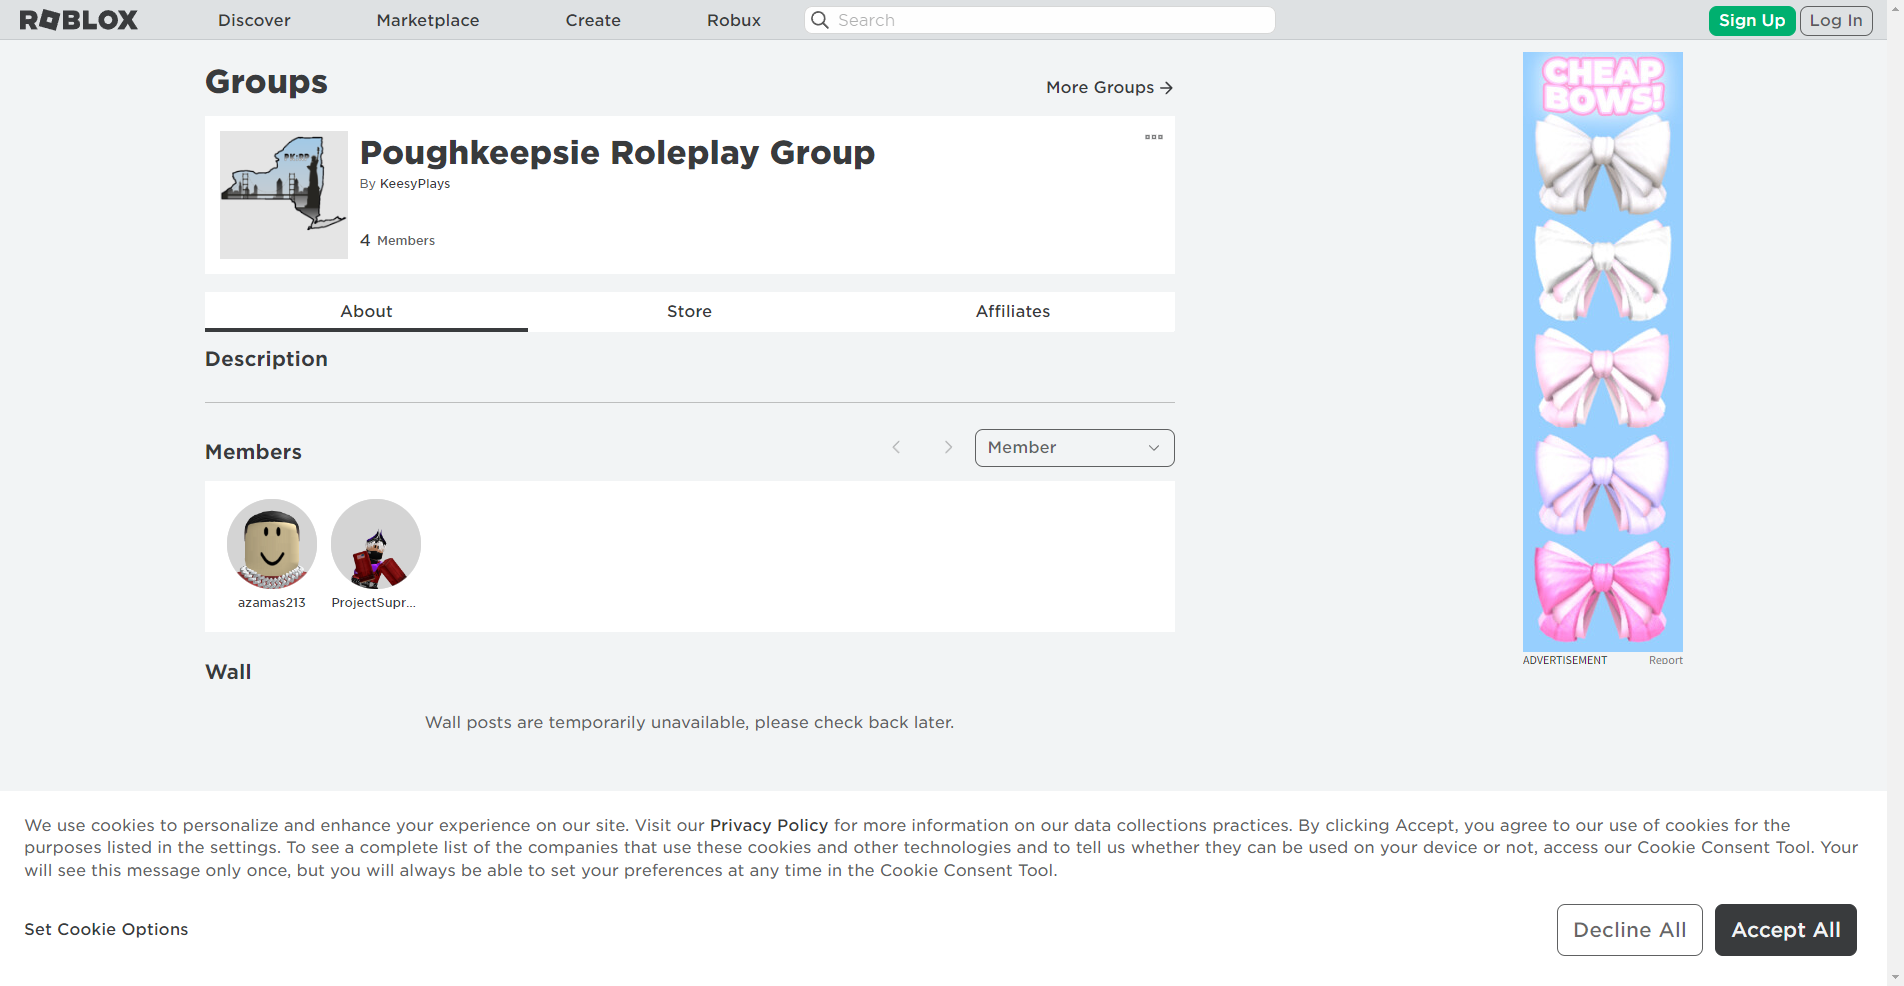 ROBLOX
Discover
Marketplace
Create
Robux
Search
Sign Up
Log In
Groups
More Groups
PK:RP
Poughkeepsie Roleplay Group
By KeesyPlays
4 Members
About
Store
Affiliates
Description
Members
Member
azamas213
ProjectSupr...
Wall
Wall posts are temporarily unavailable, please check back later.
CHEAP
BOWS!
ADVERTISEMENT
Report
We use cookies to personalize and enhance your experience on our site. Visit our Privacy Policy for more information on our data collections practices. By clicking Accept, you agree to our use of cookies for the
purposes listed in the settings. To see a complete list of the companies that use these cookies and other technologies and to tell us whether they can be used on your device or not, access our Cookie Consent Tool. Your
will see this message only once, but you will always be able to set your preferences at any time in the Cookie Consent Tool.
Set Cookie Options
Decline All
Accept All